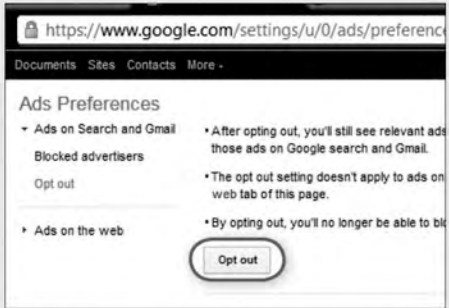 https://www.google.com/settings/u/0/ads/preference
Documents Sites Contacts More
Ads Preferences
Ads on Search and Gmail
Blocked advertisers
Opt out
Ads on the web
• After opting out, you'll still see relevant ads
those ads on Google search and Gmail.
• The opt out setting doesn't apply to ads on
web tab of this page.
• By opting out, you'll no longer be able to blo
Opt out